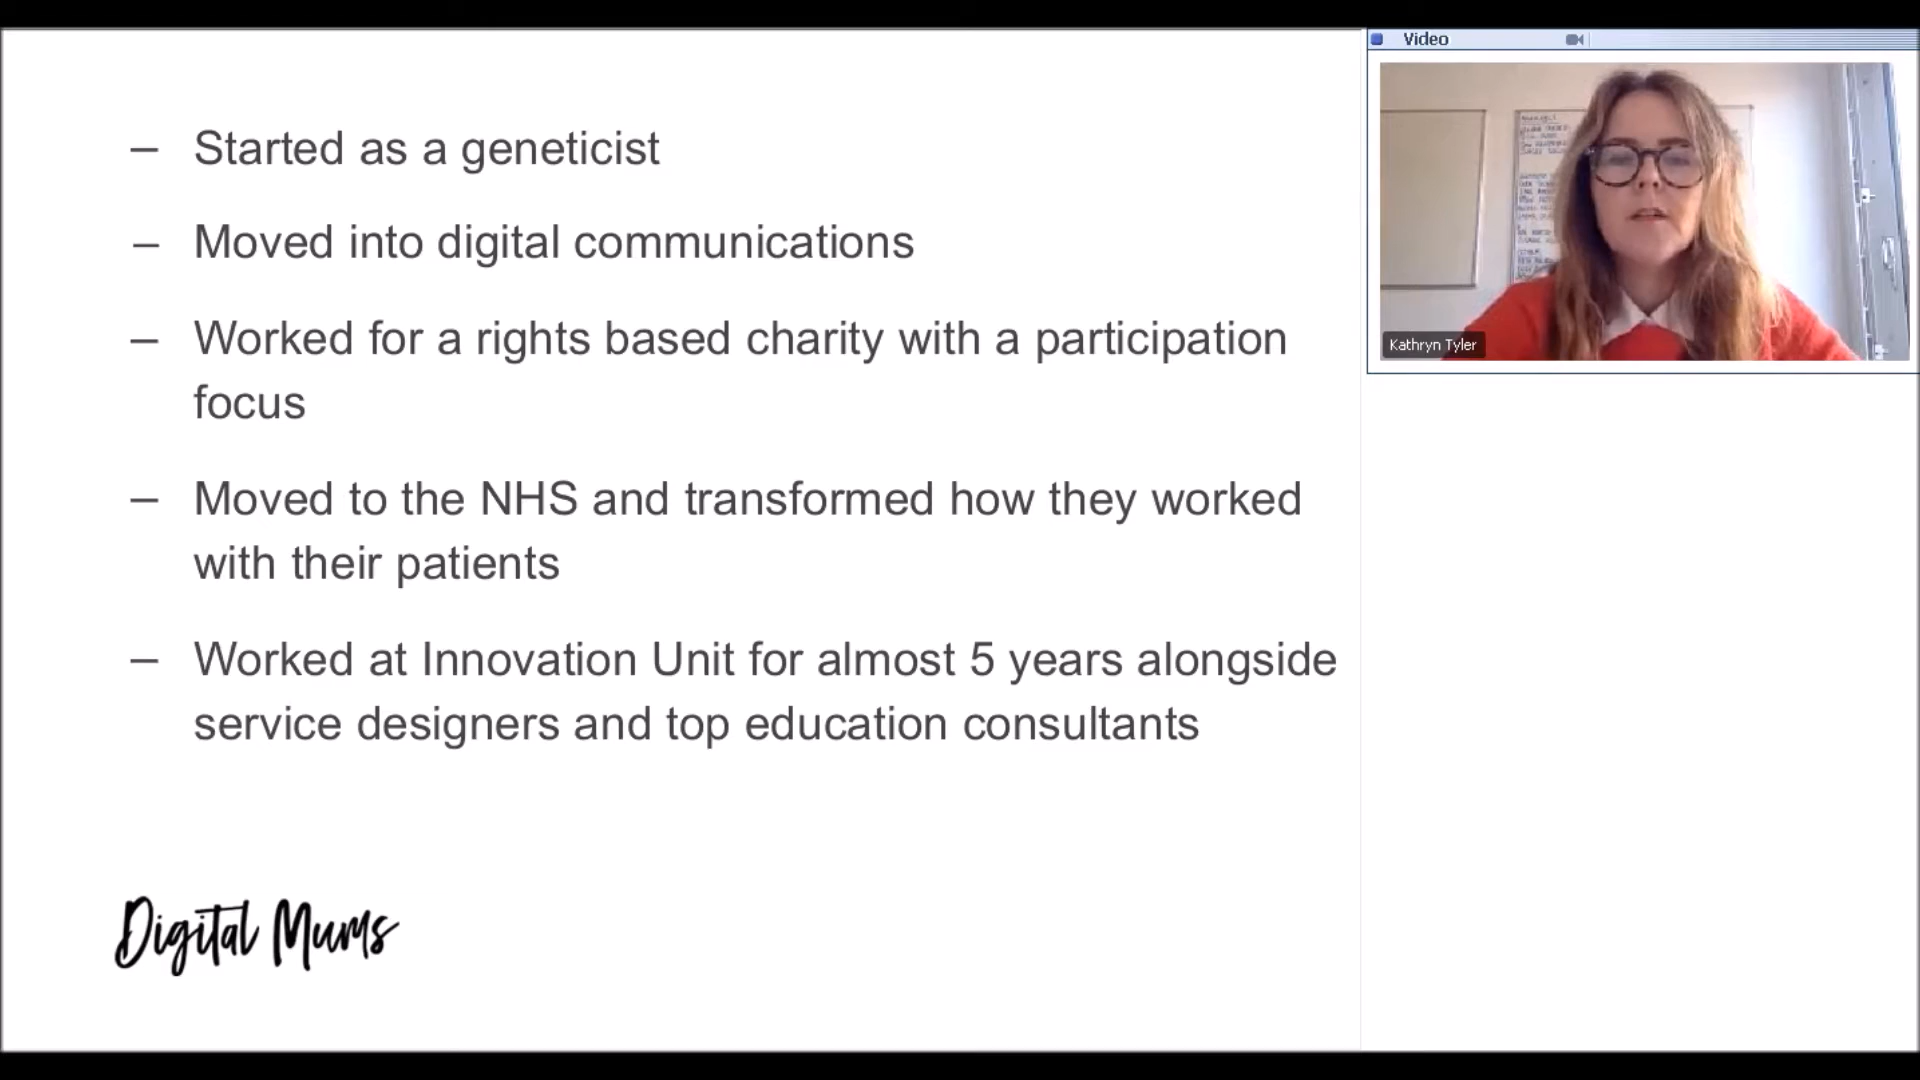 – Started as a geneticist
– Moved into digital communications
– Worked for a rights based charity with a participation
focus
– Moved to the NHS and transformed how they worked
with their patients
– Worked at Innovation Unit for almost 5 years alongside
service designers and top education consultants
Digital Mums
Video
Kathryn Tyler